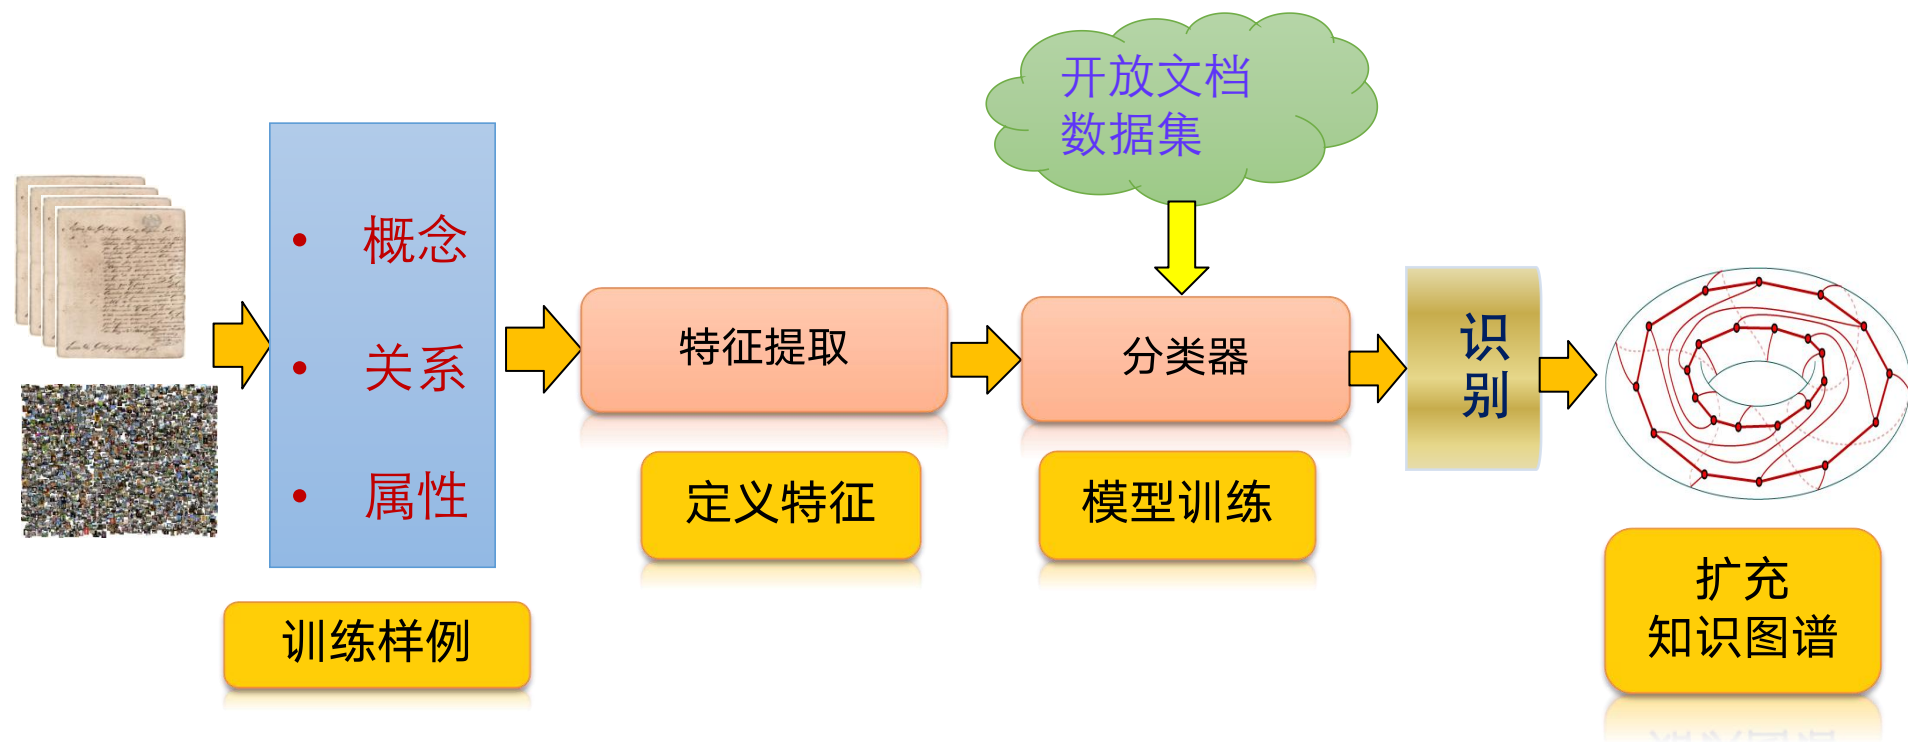 开放文档
数据集
• 概念
• 关系
• 属性
特征提取
分类器
识
别
定义特征
模型训练
训练样例
扩充
知识图谱